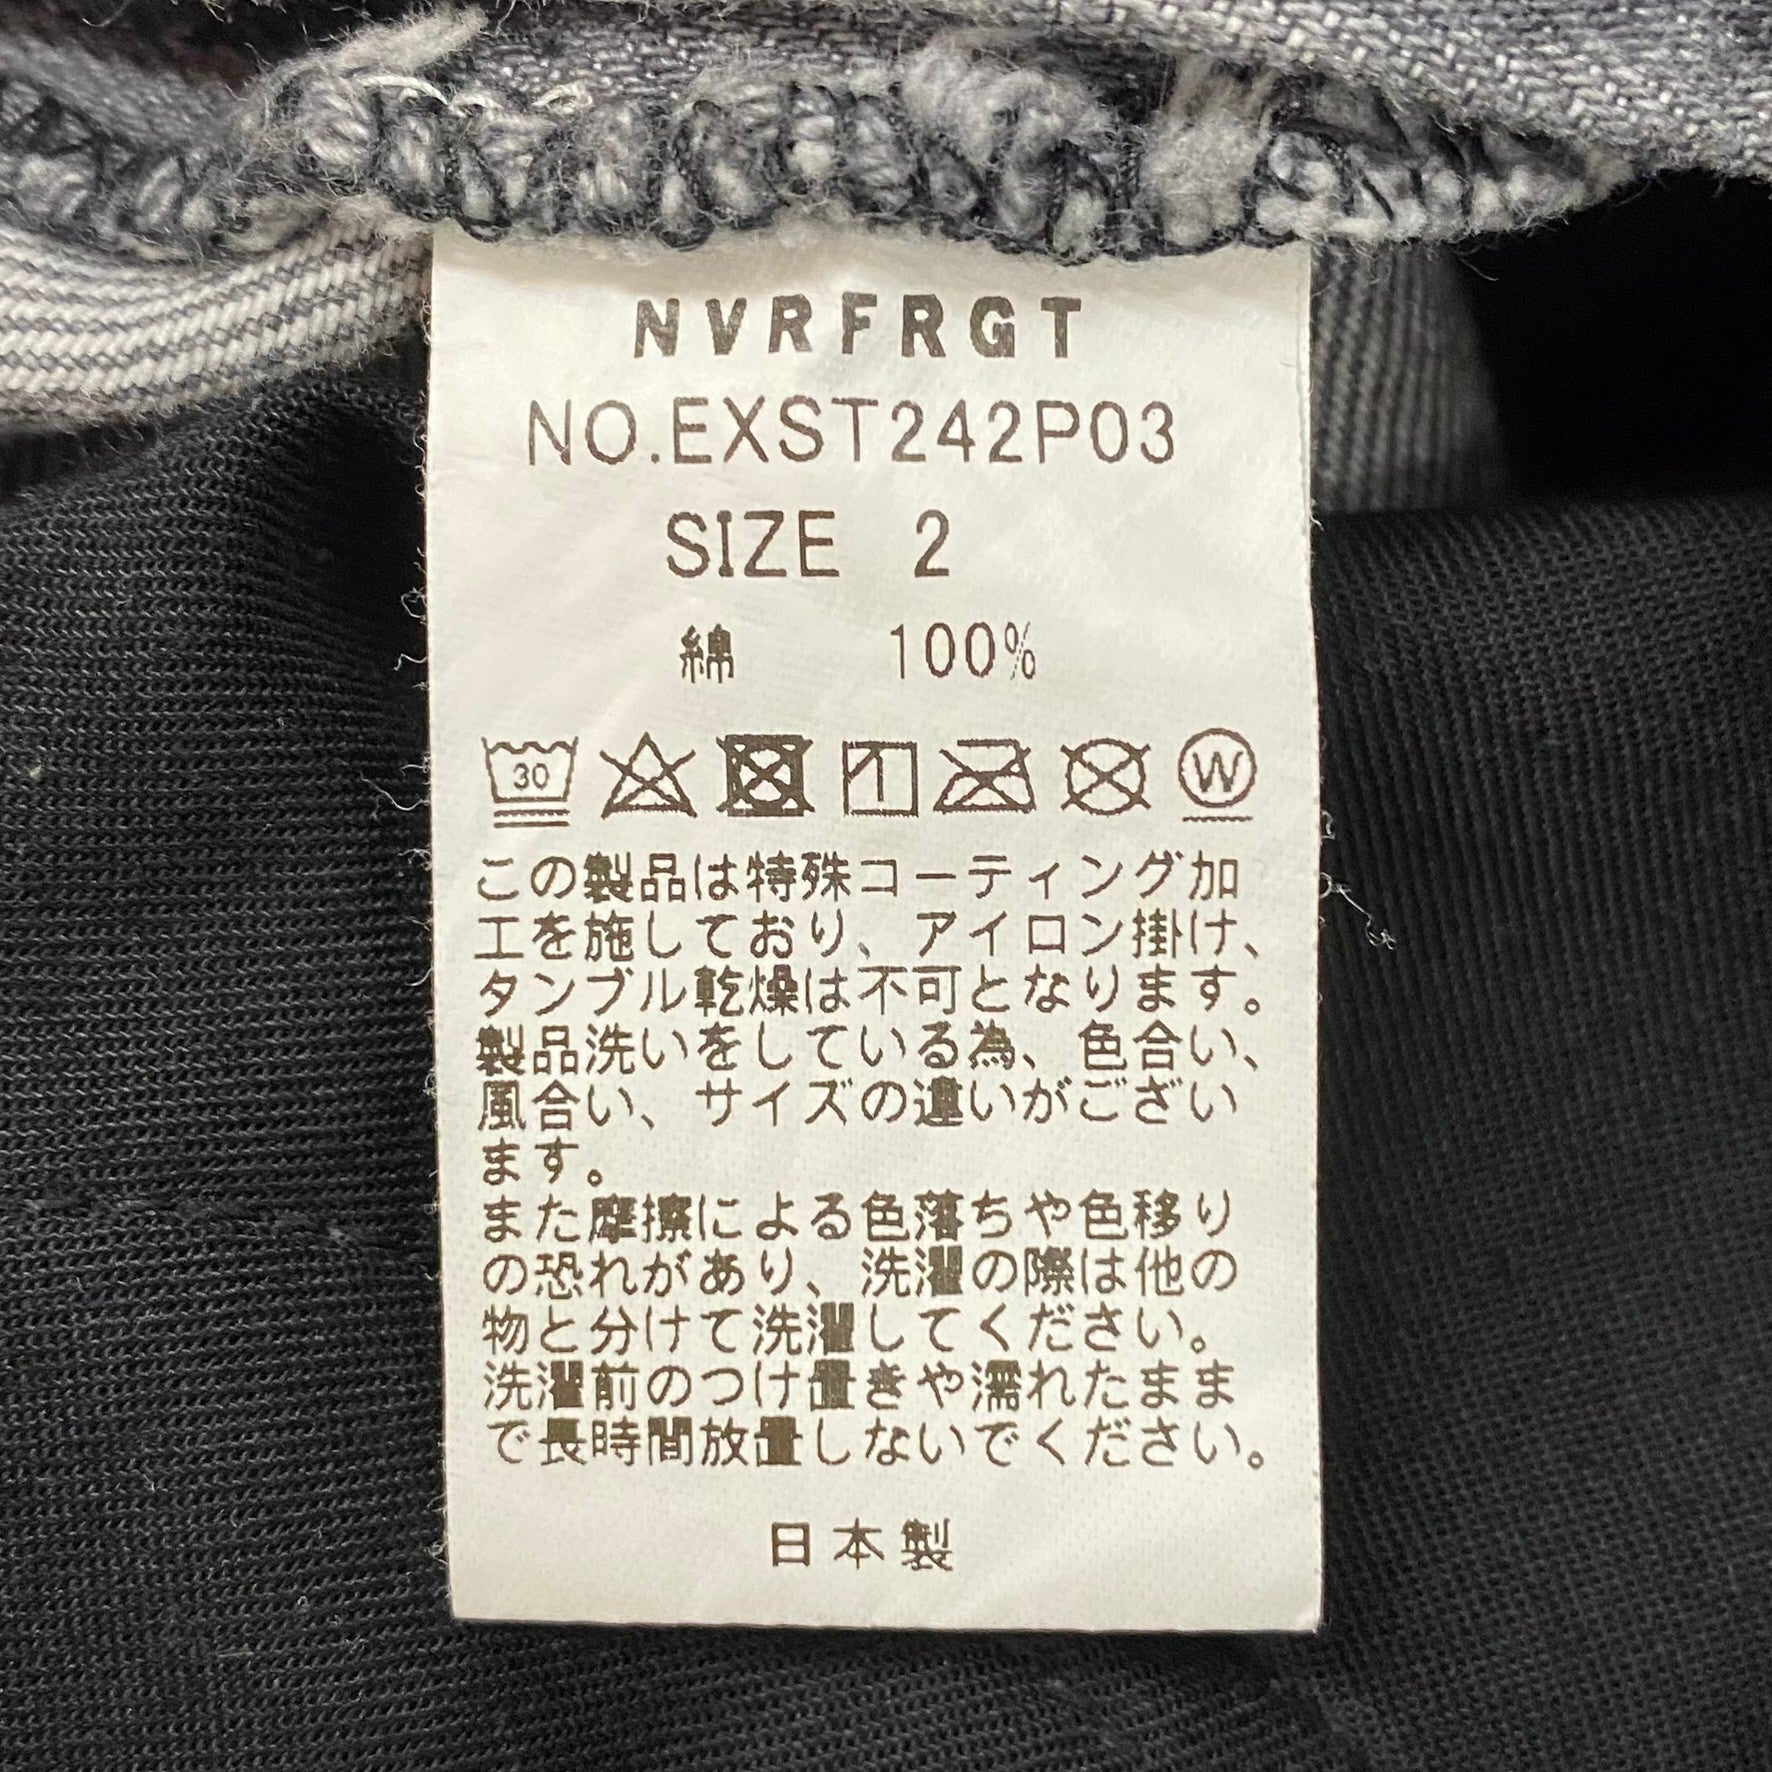 NVRFRGT
NO.EXST242P03
SIZE 2
綿 100%
30 W
この製品は特殊コーティング加
工を施しており、アイロン掛け、
タンブル乾燥は不可となります。
製品洗いをしている為、色合い、
風合い、サイズの違いがござい
ます。
また摩擦による色落ちや色移り
の恐れがあり、洗濯の際は他の
物と分けて洗濯してください。
洗濯前のつけ置きや濡れたまま
で長時間放置しないでください。
日本製